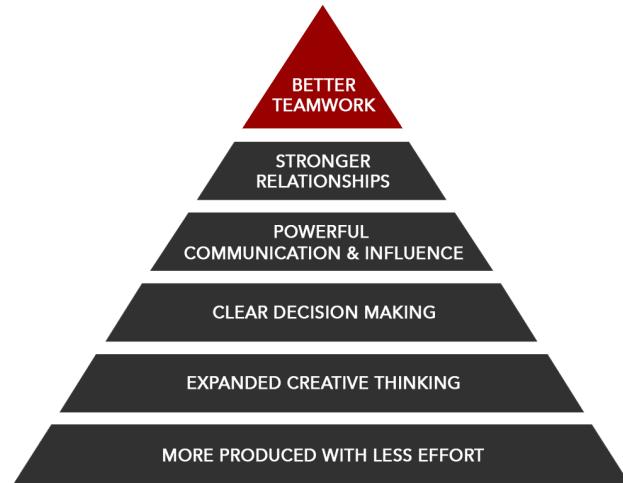 BETTER
TEAMWORK
STRONGER
RELATIONSHIPS
POWERFUL
COMMUNICATION & INFLUENCE
CLEAR DECISION MAKING
EXPANDED CREATIVE THINKING
MORE PRODUCED WITH LESS EFFORT